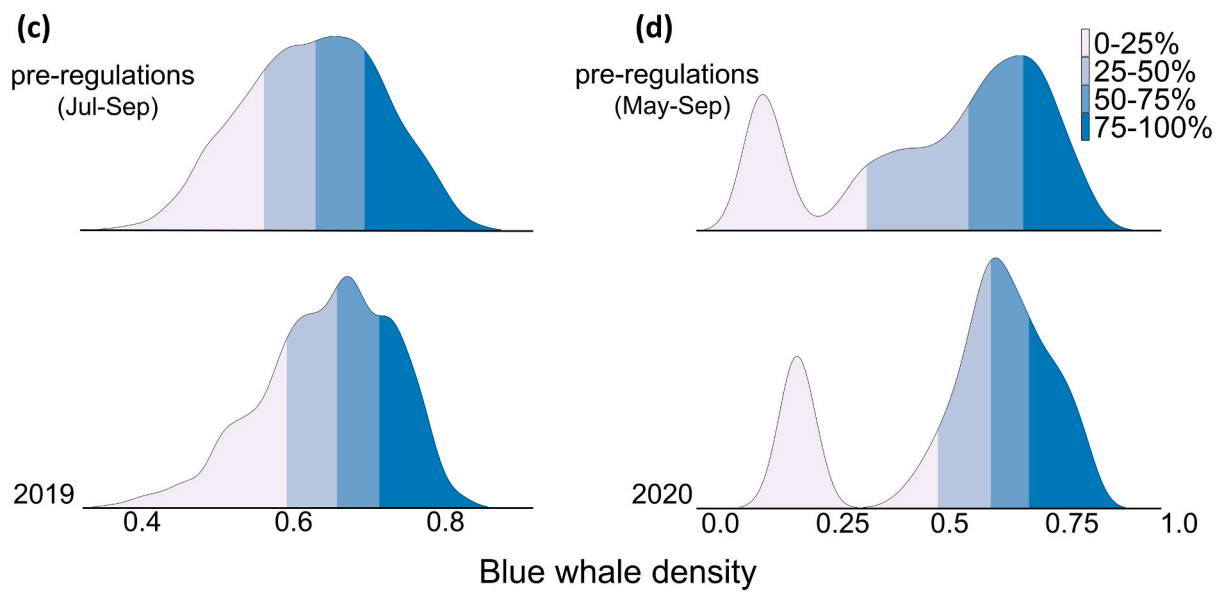 (c)
pre-regulations
(Jul-Sep)
2019
0.4 0.6 0.8
(d)
pre-regulations
(May-Sep)
0-25%
25-50%
50-75%
75-100%
2020
0.0 0.25 0.5 0.75 1.0
Blue whale density